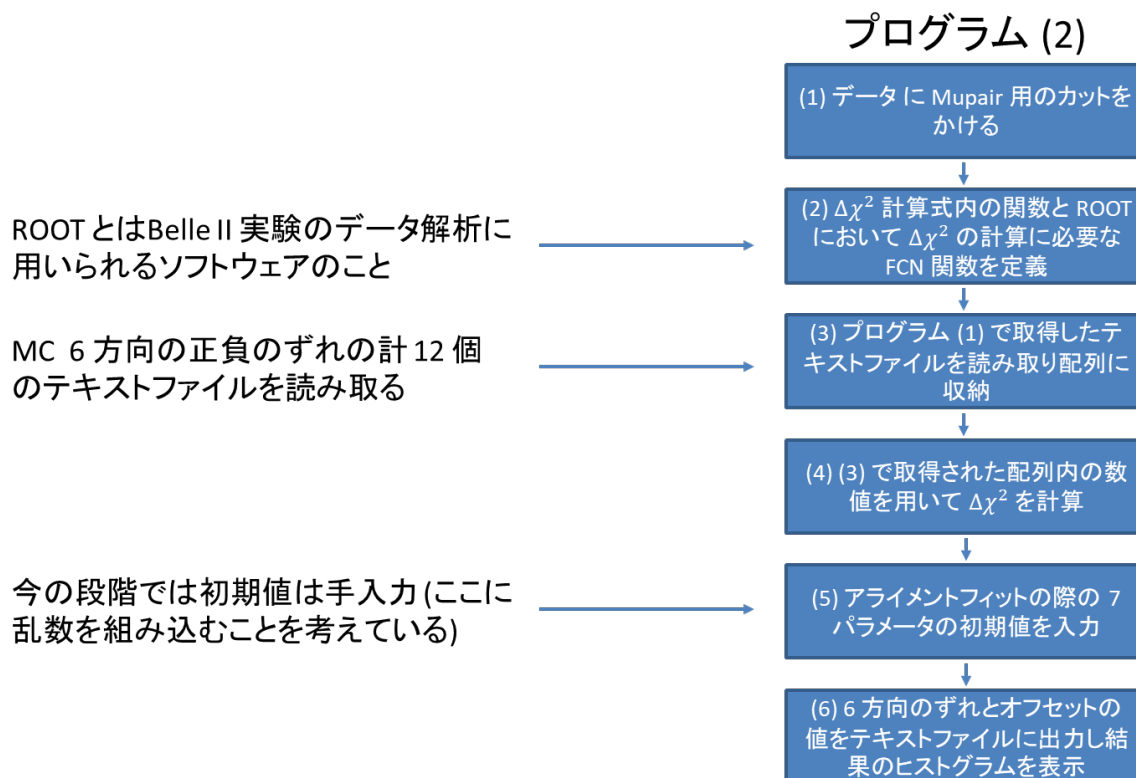 プログラム (2)
(1) データに Mupair 用のカットを
かける
ROOT とはBelle II 実験のデータ解析に
用いられるソフトウェアのこと
(2) Δχ² 計算式内の関数と ROOT
において Δχ² の計算に必要な
FCN 関数を定義
MC 6 方向の正負のずれの計 12 個
のテキストファイルを読み取る
(3) プログラム (1) で取得したテ
キストファイルを読み取り配列に
収納
(4) (3) で取得された配列内の数
値を用いて Δχ² を計算
今の段階では初期値は手入力 (ここに
乱数を組み込むことを考えている)
(5) アライメントフィットの際の 7
パラメータの初期値を入力
(6) 6 方向のずれとオフセットの
値をテキストファイルに出力し結
果のヒストグラムを表示